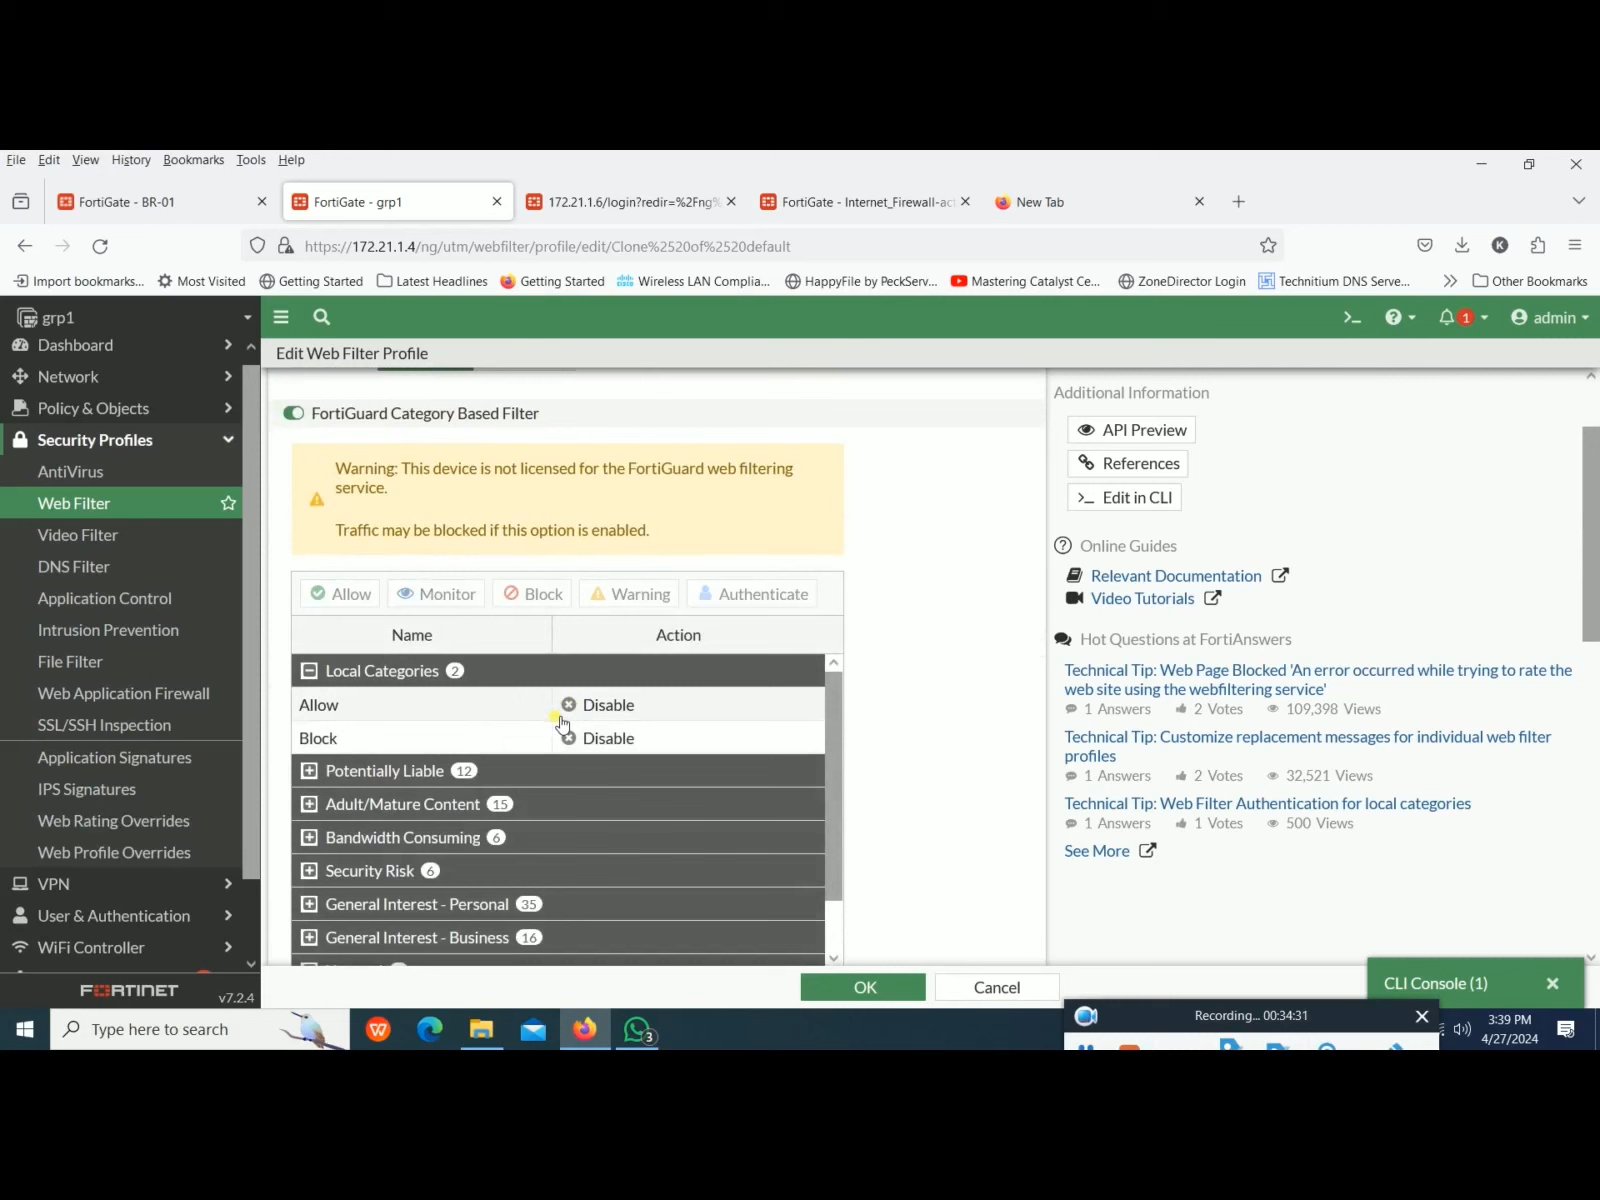 File Edit View History Bookmarks Tools Help
FortiGate - BR-01
FortiGate - grp1
172.21.1.6/login?redir=%2Fng%
FortiGate - Internet_Firewall-ac
New Tab
https://172.21.1.4/ng/utm/webfilter/profile/edit/Clone%2520of%2520default
K
Import bookmarks...
Most Visited
Getting Started
Latest Headlines
Getting Started
Wireless LAN Complia...
HappyFile by PeckServ...
Mastering Catalyst Ce...
ZoneDirector Login
Technitium DNS Serve...
Other Bookmarks
grp1
1
admin
Dashboard
Network
Policy & Objects
Security Profiles
AntiVirus
Web Filter
Video Filter
DNS Filter
Application Control
Intrusion Prevention
File Filter
Web Application Firewall
SSL/SSH Inspection
Application Signatures
IPS Signatures
Web Rating Overrides
Web Profile Overrides
VPN
User & Authentication
WiFi Controller
FORTINET
v7.2.4
Edit Web Filter Profile
FortiGuard Category Based Filter
Warning: This device is not licensed for the FortiGuard web filtering
service.
Traffic may be blocked if this option is enabled.
Allow Monitor Block Warning Authenticate
Name Action
Local Categories 2
Allow Disable
Block Disable
Potentially Liable 12
Adult/Mature Content 15
Bandwidth Consuming 6
Security Risk 6
General Interest - Personal 35
General Interest - Business 16
OK Cancel
Additional Information
API Preview
References
>_ Edit in CLI
Online Guides
Relevant Documentation
Video Tutorials
Hot Questions at FortiAnswers
Technical Tip: Web Page Blocked 'An error occurred while trying to rate the
web site using the webfiltering service'
1 Answers 2 Votes 109,398 Views
Technical Tip: Customize replacement messages for individual web filter
profiles
1 Answers 2 Votes 32,521 Views
Technical Tip: Web Filter Authentication for local categories
1 Answers 1 Votes 500 Views
See More
CLI Console (1)
Type here to search
W
3
Recording... 00:34:31
3:39 PM
4/27/2024